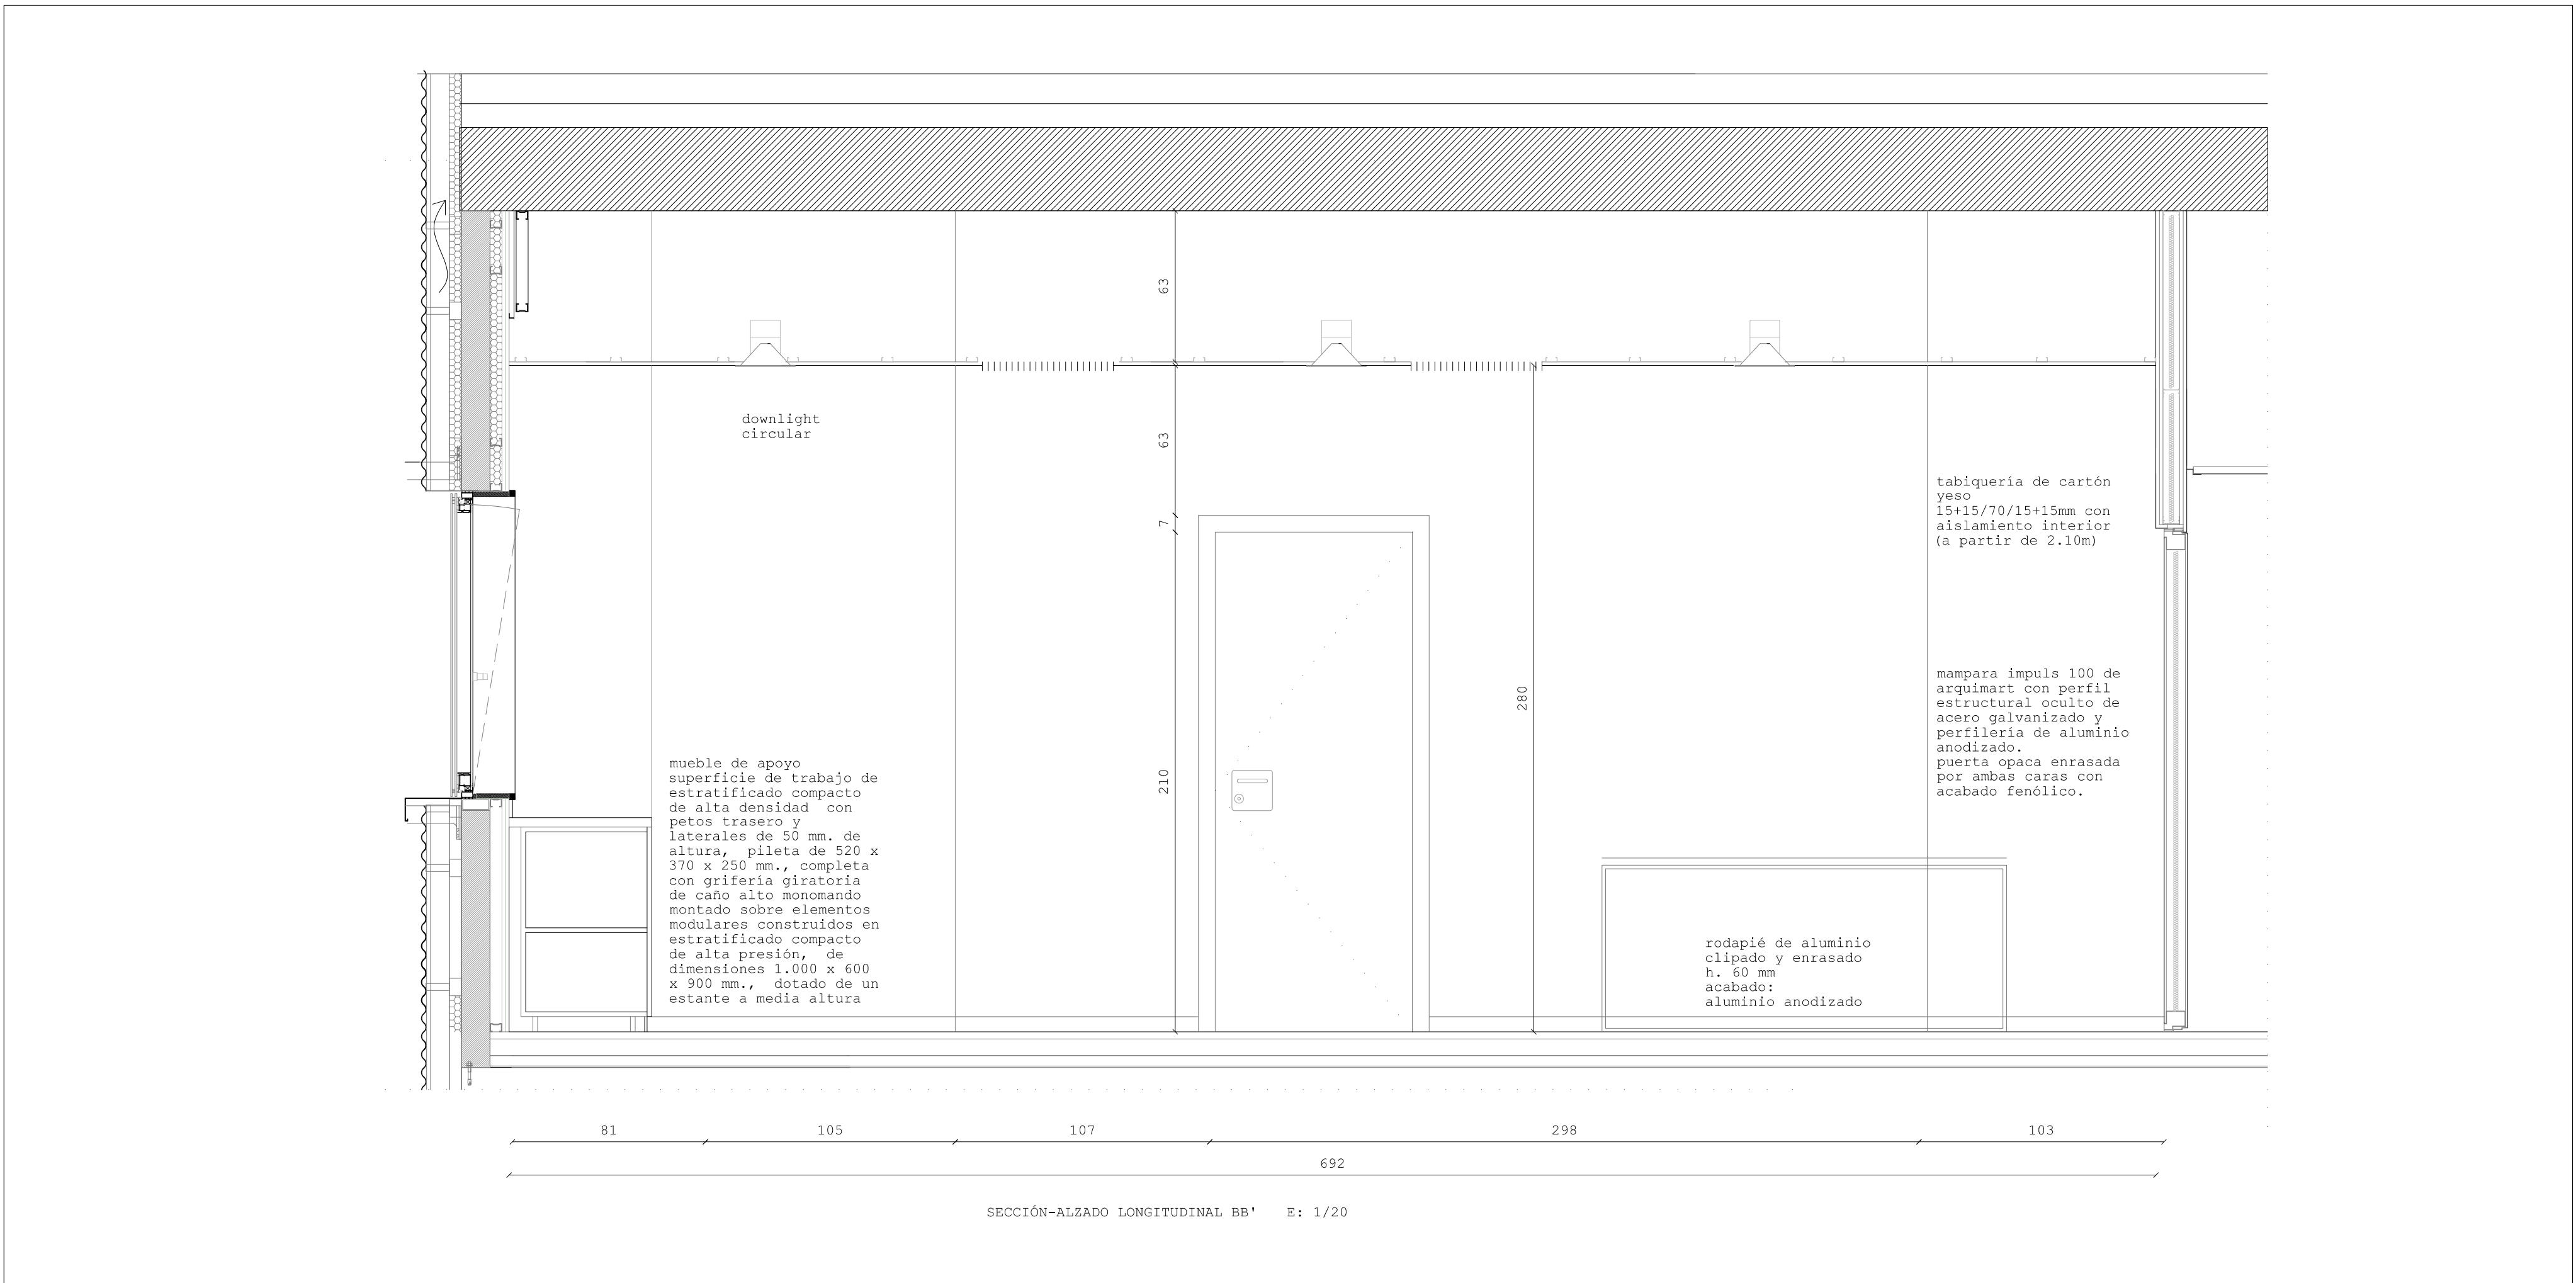 63
downlight
circular
63
tabiquería de cartón
yeso
15+15/70/15+15mm con
aislamiento interior
(a partir de 2.10m)
7
280
mampara impuls 100 de
arquimart con perfil
estructural oculto de
acero galvanizado y
perfilería de aluminio
anodizado.
puerta opaca enrasada
por ambas caras con
acabado fenólico.
210
mueble de apoyo
superficie de trabajo de
estratificado compacto
de alta densidad  con
petos trasero y
laterales de 50 mm. de
altura,  pileta de 520 x
370 x 250 mm., completa
con grifería giratoria
de caño alto monomando
montado sobre elementos
modulares construidos en
estratificado compacto
de alta presión,  de
dimensiones 1.000 x 600
x 900 mm.,  dotado de un
estante a media altura
rodapié de aluminio
clipado y enrasado
h. 60 mm
acabado:
aluminio anodizado
81 105 107 298 103
692
SECCIÓN-ALZADO LONGITUDINAL BB'   E: 1/20